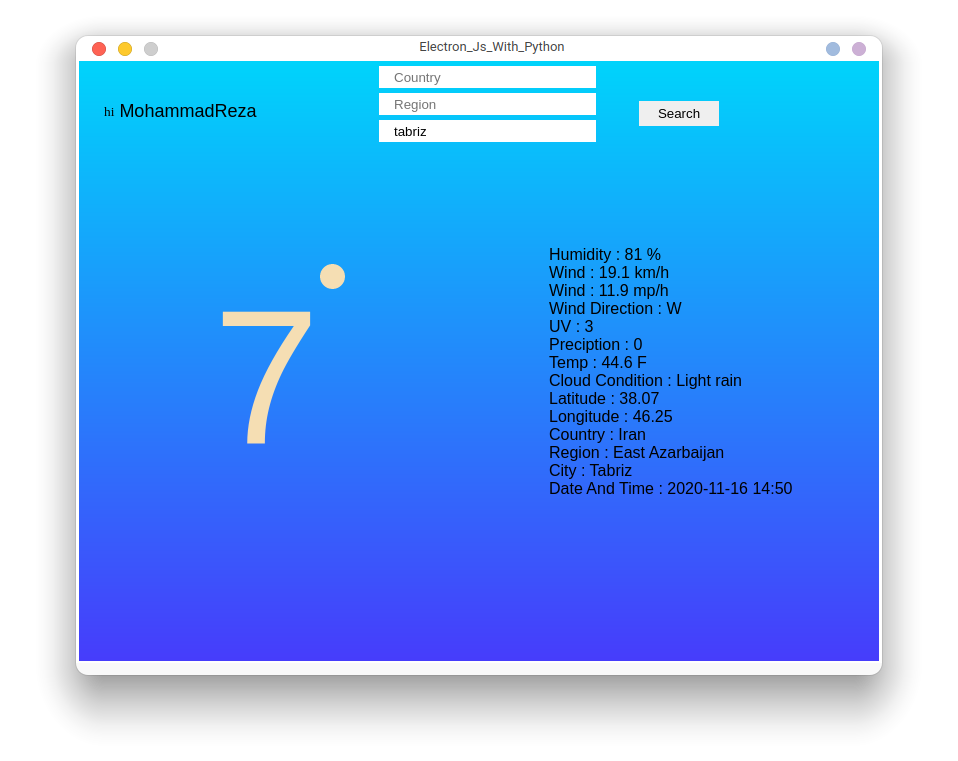 Electron_Js_With_Python
Country
Region
tabriz
hi MohammadReza
Search
7
Humidity : 81 %
Wind : 19.1 km/h
Wind : 11.9 mp/h
Wind Direction : W
UV : 3
Preciption : 0
Temp : 44.6 F
Cloud Condition : Light rain
Latitude : 38.07
Longitude : 46.25
Country : Iran
Region : East Azarbaijan
City : Tabriz
Date And Time : 2020-11-16 14:50